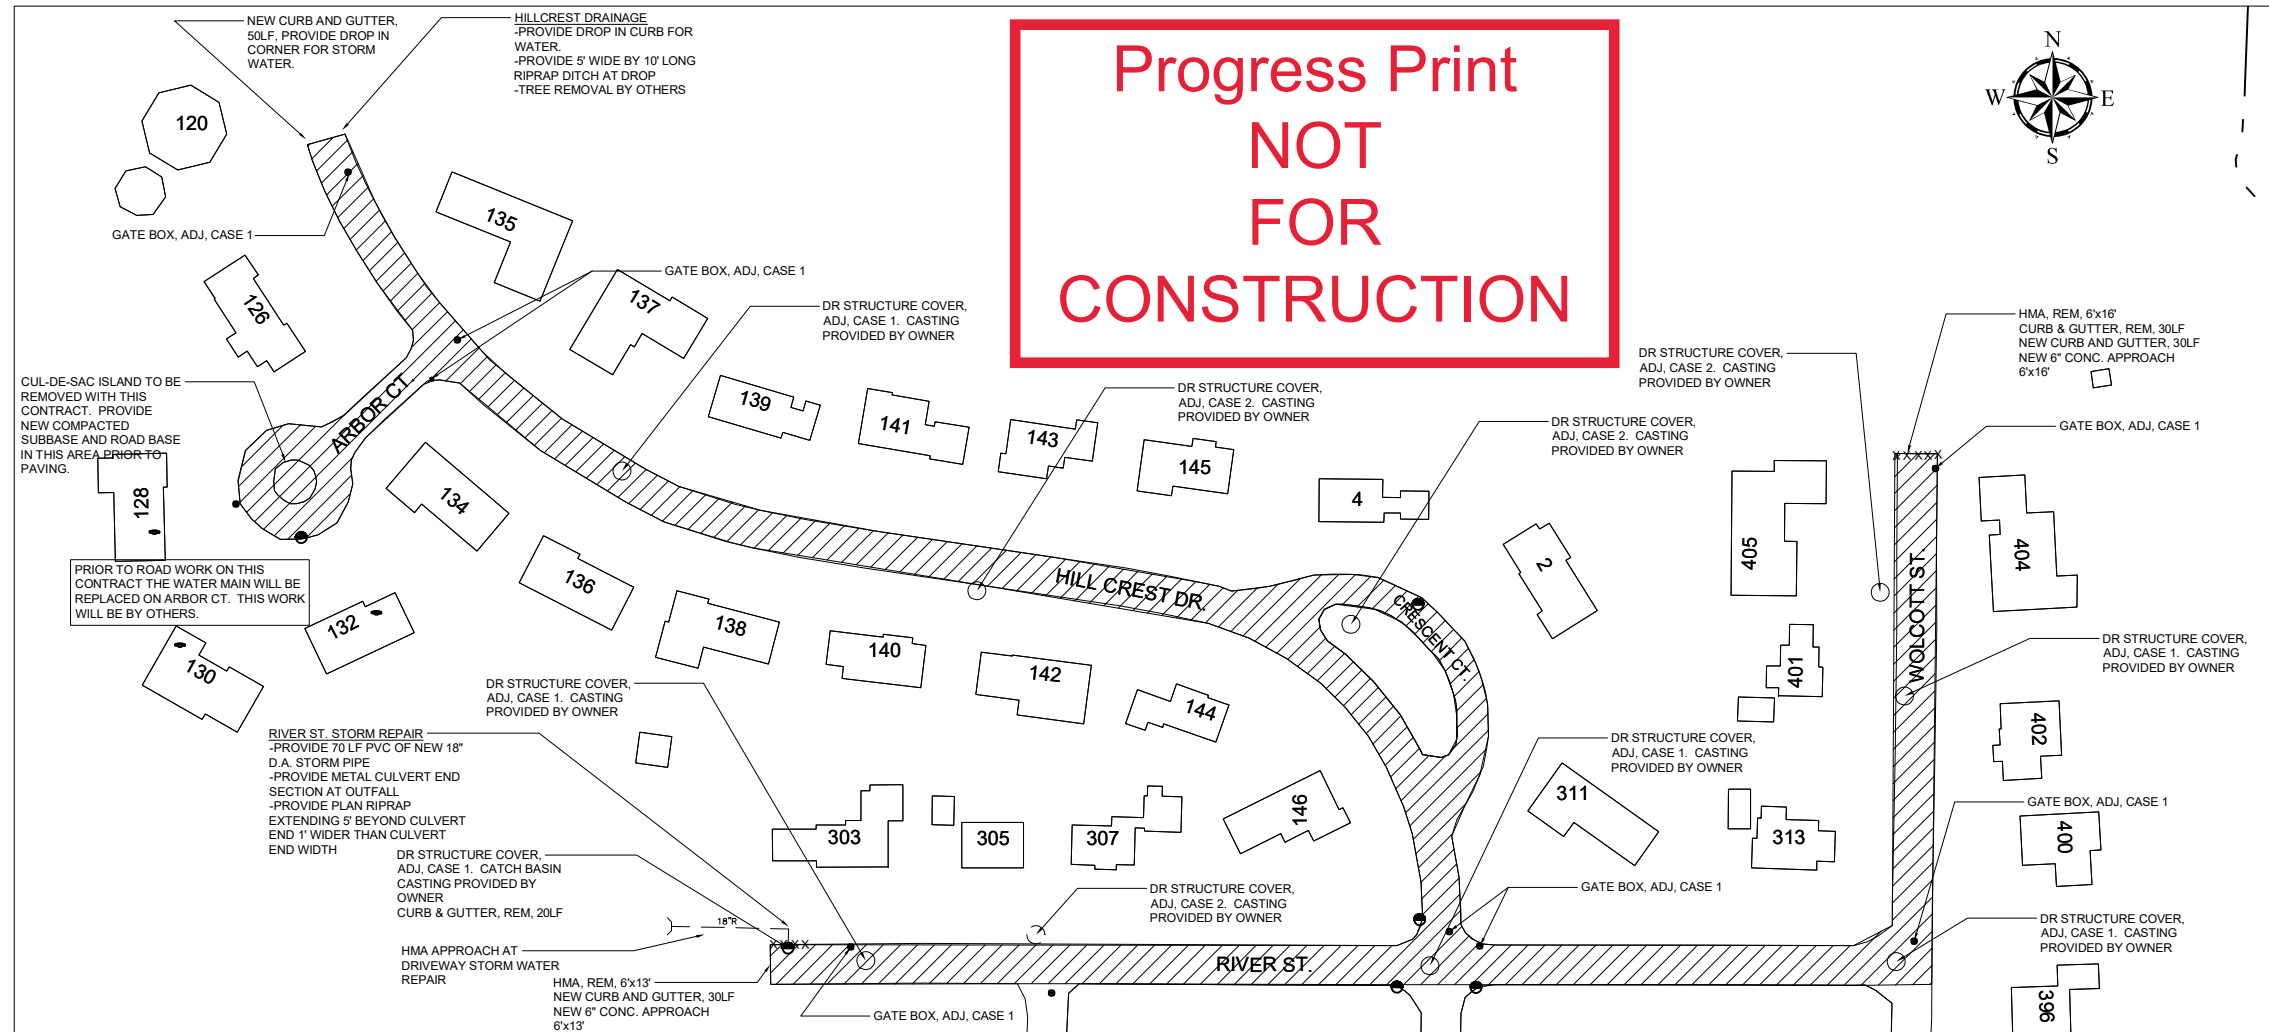 NEW CURB AND GUTTER,
50LF, PROVIDE DROP IN
CORNER FOR STORM
WATER.
HILLCREST DRAINAGE
-PROVIDE DROP IN CURB FOR
WATER.
-PROVIDE 5' WIDE BY 10' LONG
RIPRAP DITCH AT DROP
-TREE REMOVAL BY OTHERS
Progress Print
NOT
FOR
CONSTRUCTION
N
W
E
S
120
135
GATE BOX, ADJ, CASE 1
GATE BOX, ADJ, CASE 1
126
137
DR STRUCTURE COVER,
ADJ, CASE 1. CASTING
PROVIDED BY OWNER
HMA, REM, 6'x16'
CURB & GUTTER, REM, 30LF
NEW CURB AND GUTTER, 30LF
NEW 6" CONC. APPROACH
6'x16'
DR STRUCTURE COVER,
ADJ, CASE 2. CASTING
PROVIDED BY OWNER
CUL-DE-SAC ISLAND TO BE
REMOVED WITH THIS
CONTRACT. PROVIDE
NEW COMPACTED
SUBBASE AND ROAD BASE
IN THIS AREA PRIOR TO
PAVING.
ARBOR CT.
139
141
143
145
DR STRUCTURE COVER,
ADJ, CASE 2. CASTING
PROVIDED BY OWNER
DR STRUCTURE COVER,
ADJ, CASE 2. CASTING
PROVIDED BY OWNER
GATE BOX, ADJ, CASE 1
128
134
4
2
405
404
WOLCOTT ST.
PRIOR TO ROAD WORK ON THIS
CONTRACT THE WATER MAIN WILL BE
REPLACED ON ARBOR CT. THIS WORK
WILL BE BY OTHERS.
136
HILL CREST DR.
CRESCENT CT.
132
130
138
140
142
144
401
DR STRUCTURE COVER,
ADJ, CASE 1. CASTING
PROVIDED BY OWNER
DR STRUCTURE COVER,
ADJ, CASE 1. CASTING
PROVIDED BY OWNER
RIVER ST. STORM REPAIR
-PROVIDE 70 LF PVC OF NEW 18"
D.A. STORM PIPE
-PROVIDE METAL CULVERT END
SECTION AT OUTFALL
-PROVIDE PLAN RIPRAP
EXTENDING 5' BEYOND CULVERT
END 1' WIDER THAN CULVERT
END WIDTH
DR STRUCTURE COVER,
ADJ, CASE 1. CASTING
PROVIDED BY OWNER
402
303
305
307
146
311
313
GATE BOX, ADJ, CASE 1
400
DR STRUCTURE COVER,
ADJ, CASE 1. CATCH BASIN
CASTING PROVIDED BY
OWNER
CURB & GUTTER, REM, 20LF
DR STRUCTURE COVER,
ADJ, CASE 2. CASTING
PROVIDED BY OWNER
GATE BOX, ADJ, CASE 1
18"R
DR STRUCTURE COVER,
ADJ, CASE 1. CASTING
PROVIDED BY OWNER
HMA APPROACH AT
DRIVEWAY STORM WATER
REPAIR
RIVER ST.
HMA, REM, 6'x13'
NEW CURB AND GUTTER, 30LF
NEW 6" CONC. APPROACH
6'x13'
GATE BOX, ADJ, CASE 1
396